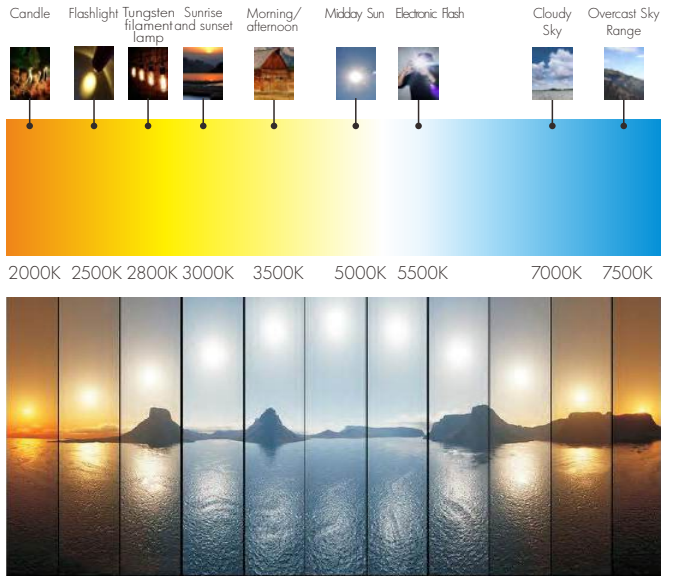 Candle
Flashlight
Tungsten
filament
lamp
Sunrise
and sunset
Morning/
afternoon
Midday Sun
Electronic Flash
Cloudy
Sky
Overcast Sky
Range
2000K 2500K 2800K 3000K 3500K 5000K 5500K 7000K 7500K